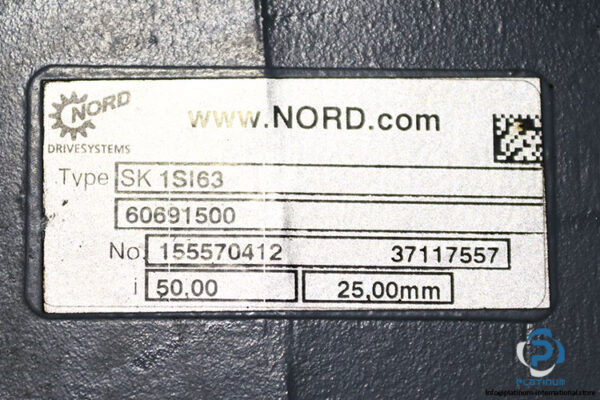 NORD
DRIVESYSTEMS
www.NORD.com
Type SK 1SI63
60691500
No. 155570412 37117557
i 50,00 25,00mm
PLATINUM
info@platinum-international.store